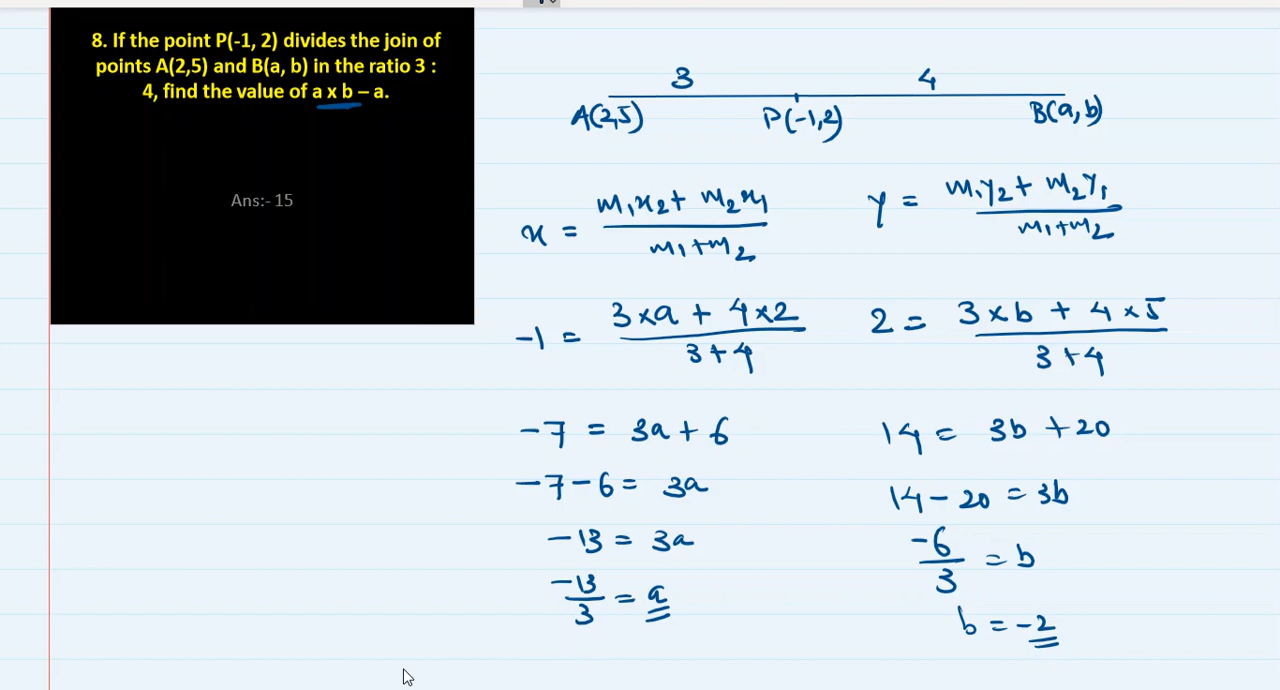 8. If the point P(-1, 2) divides the join of
points A(2,5) and B(a, b) in the ratio 3 :
4, find the value of a x b – a.
Ans:- 15
3 4
A(2,5) P(-1,2) B(a,b)
x = m₁x₂ + m₂x₁ / m₁+m₂
y = m₁y₂ + m₂y₁ / m₁+m₂
-1 = 3×a + 4×2 / 3+4
2 = 3×b + 4×5 / 3+4
-7 = 3a + 6
-7-6 = 3a
-13 = 3a
-13/3 = a
14 = 3b +20
14 - 20 = 3b
-6/3 = b
b = -2